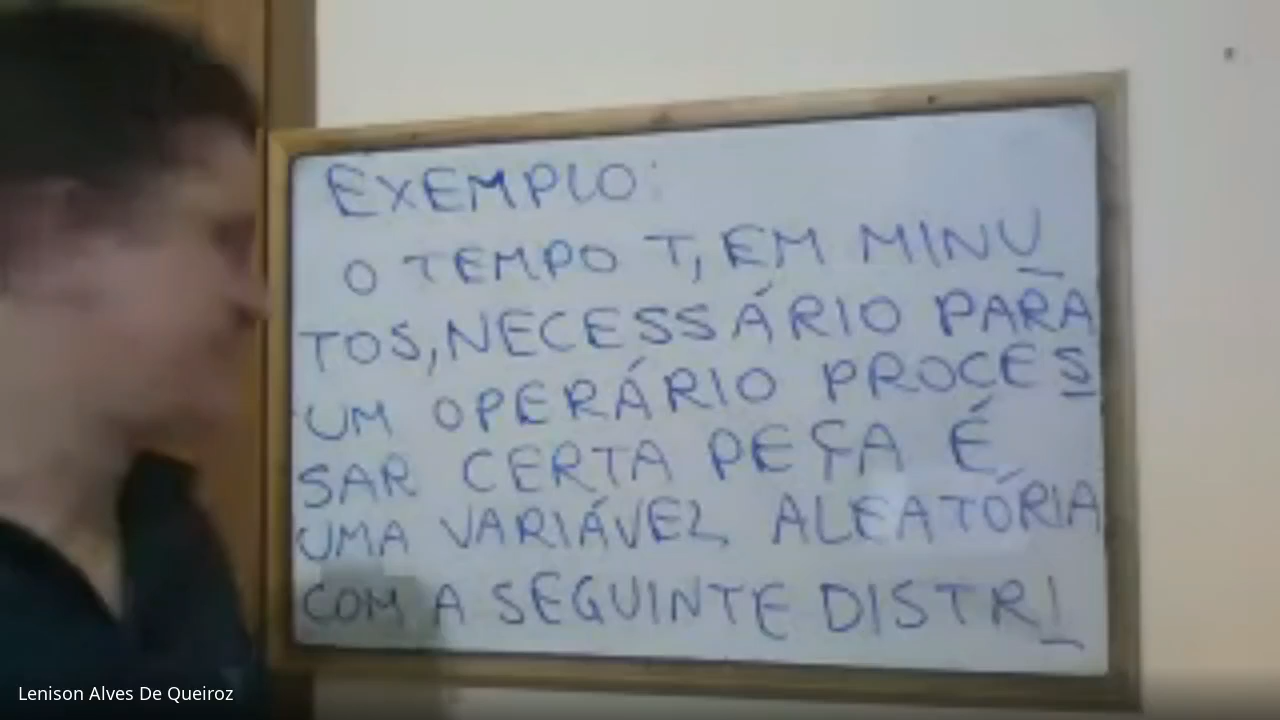 EXEMPLO:
O TEMPO T, EM MINU
TOS, NECESSÁRIO PARA
UM OPERÁRIO PROCES
SAR CERTA PEÇA É
UMA VARIÁVEL ALEATÓRIA
COM A SEGUINTE DISTRI
Lenison Alves De Queiroz